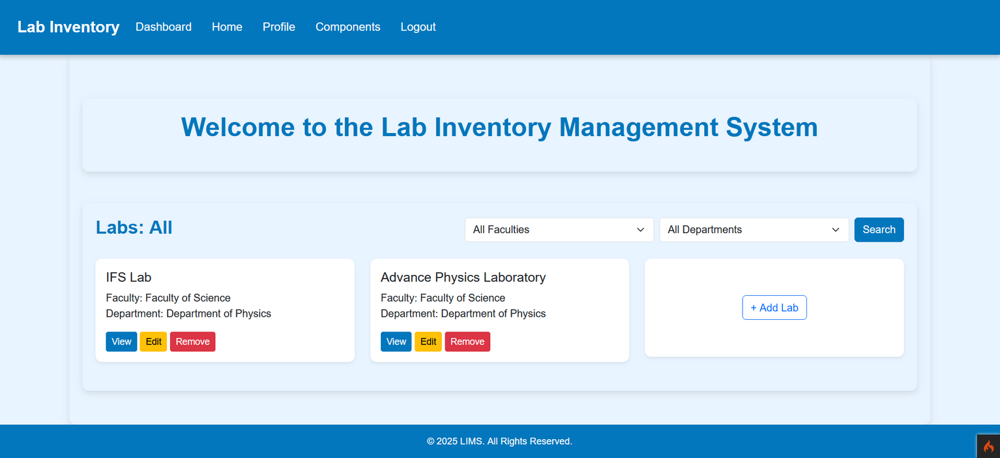 Lab Inventory Dashboard Home Profile Components Logout
Welcome to the Lab Inventory Management System
Labs: All
All Faculties All Departments Search
IFS Lab
Faculty: Faculty of Science
Department: Department of Physics
View Edit Remove
Advance Physics Laboratory
Faculty: Faculty of Science
Department: Department of Physics
View Edit Remove
+ Add Lab
© 2025 LIMS. All Rights Reserved.